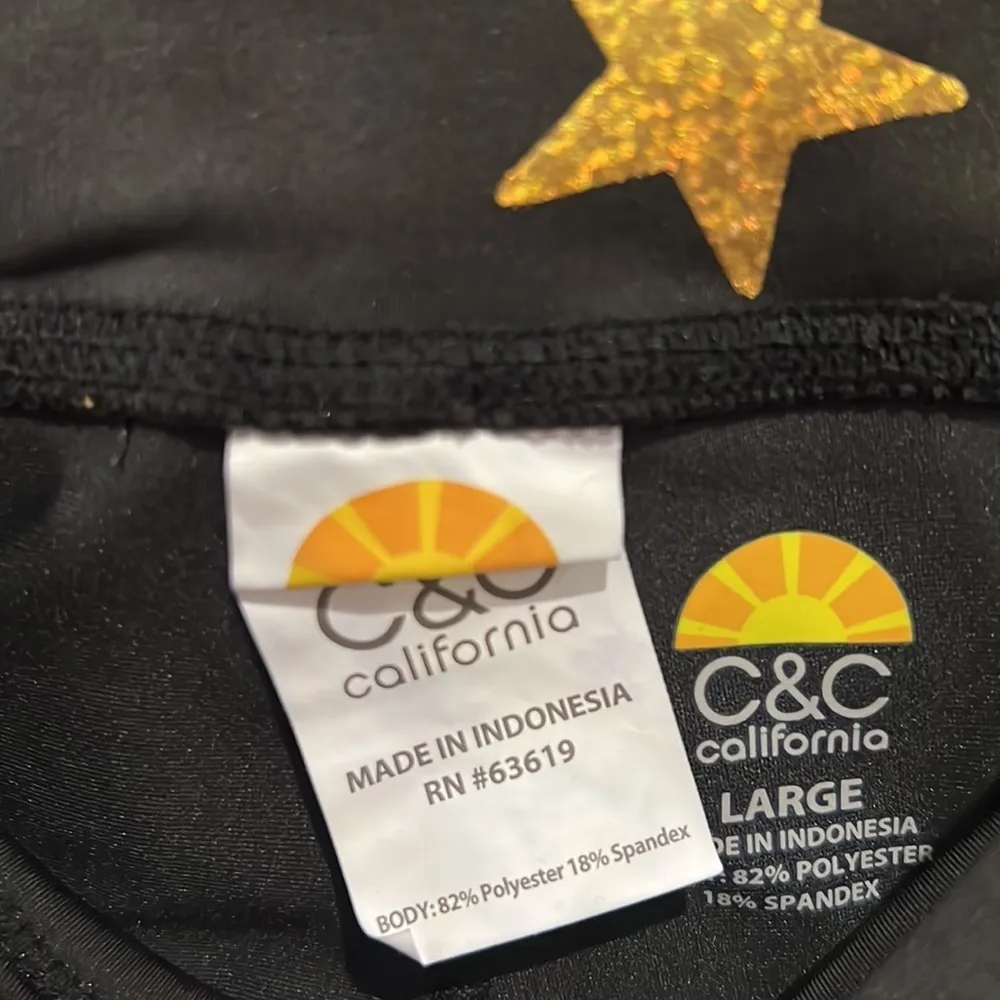 C&C
california
MADE IN INDONESIA
RN #63619
BODY: 82% Polyester 18% Spandex
C&C
california
LARGE
DE IN INDONESIA
: 82% POLYESTER
18% SPANDEX